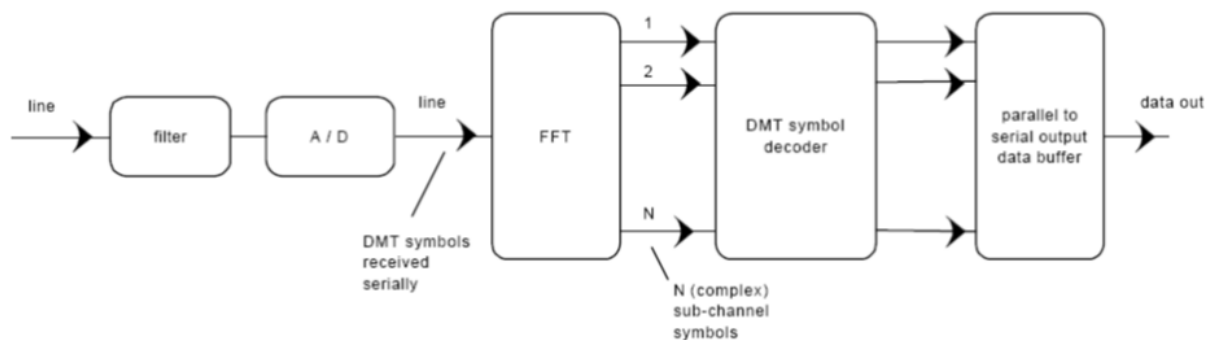 line
filter
A / D
line
DMT symbols
received
serially
FFT
1
2
N
N (complex)
sub-channel
symbols
DMT symbol
decoder
parallel to
serial output
data buffer
data out